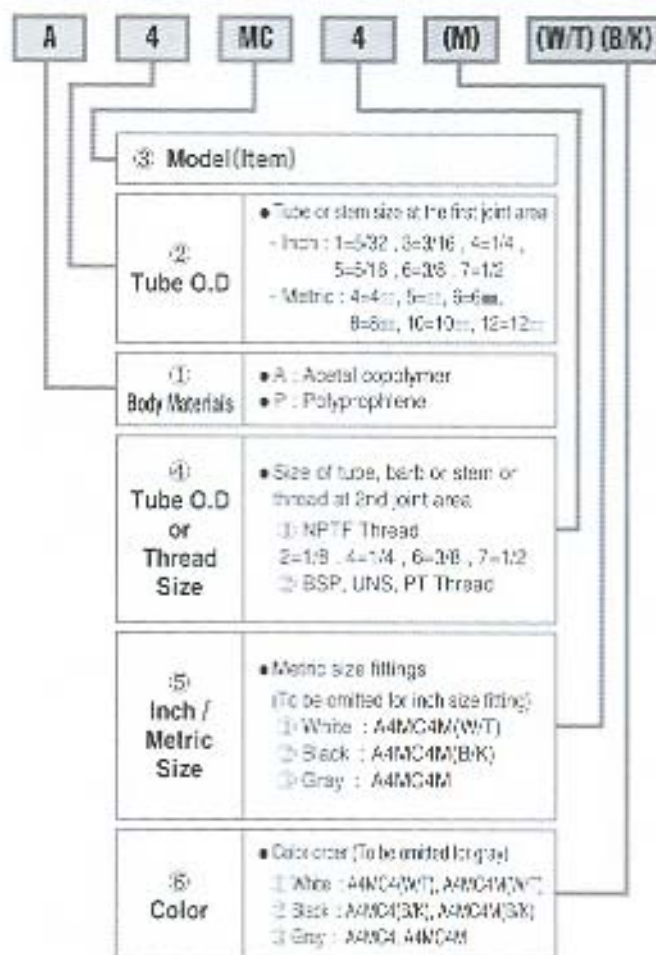 A 4 MC 4 (M) (W/T) (B/K)
③ Model(Item)
②
Tube O.D
• Tube or stem size at the first joint area
- Inch : 1=5/32 , 3=3/16 , 4=1/4 ,
5=5/16 , 6=3/8 , 7=1/2
- Metric : 4=4㎜, 5=㎜, 6=6㎜,
8=8㎜, 10=10㎜, 12=12㎜
①
Body Materials
• A : Acetal copolymer
• P : Polyprophlene
④
Tube O.D
or
Thread
Size
• Size of tube, barb or stem or
thread at 2nd joint area
① NPTF Thread
2=1/8 , 4=1/4 , 6=3/8 , 7=1/2
② BSP, UNS, PT Thread
⑤
Inch /
Metric
Size
• Metric size fittings
(To be omitted for inch size fitting)
① White : A4MC4M(W/T)
② Black : A4MC4M(B/K)
③ Gray : A4MC4M
⑥
Color
• Color order (To be omitted for gray)
① White : A4MC4(W/T), A4MC4M(W/T)
② Black : A4MC4(B/K), A4MC4M(B/K)
③ Gray : A4MC4, A4MC4M